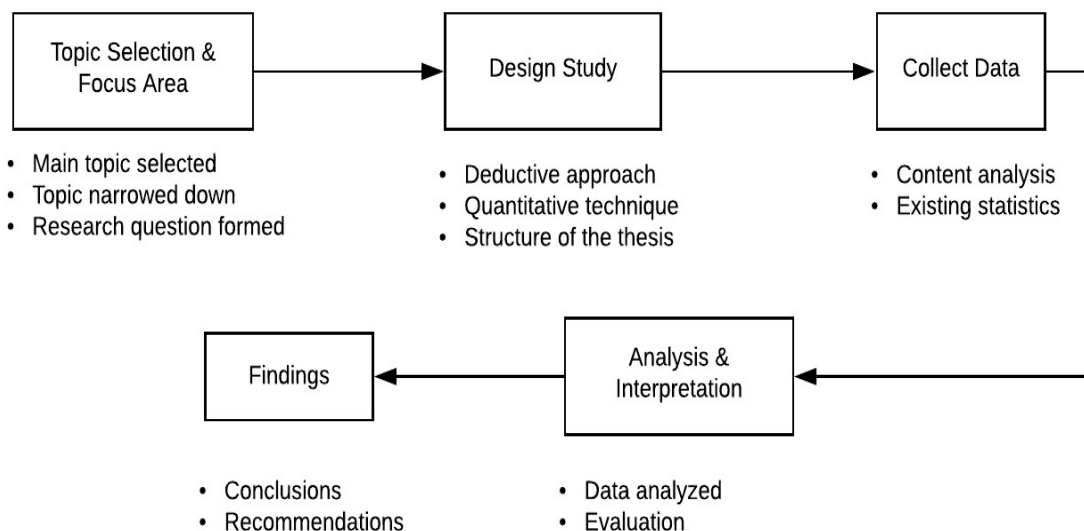 Topic Selection &
Focus Area
Design Study
Collect Data
• Main topic selected
• Topic narrowed down
• Research question formed
• Deductive approach
• Quantitative technique
• Structure of the thesis
• Content analysis
• Existing statistics
Findings
Analysis &
Interpretation
• Conclusions
• Recommendations
• Data analyzed
• Evaluation